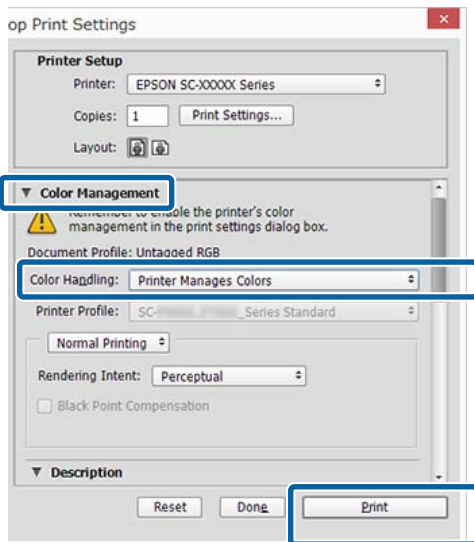 op Print Settings
Printer Setup
Printer: EPSON SC-XXXXX Series
Copies: 1 Print Settings...
Layout:
Color Management
Remember to enable the printer's color
management in the print settings dialog box.
Document Profile: Untagged RGB
Color Handling: Printer Manages Colors
Printer Profile: SC- _Series Standard
Normal Printing
Rendering Intent: Perceptual
Black Point Compensation
Description
Reset Done Print